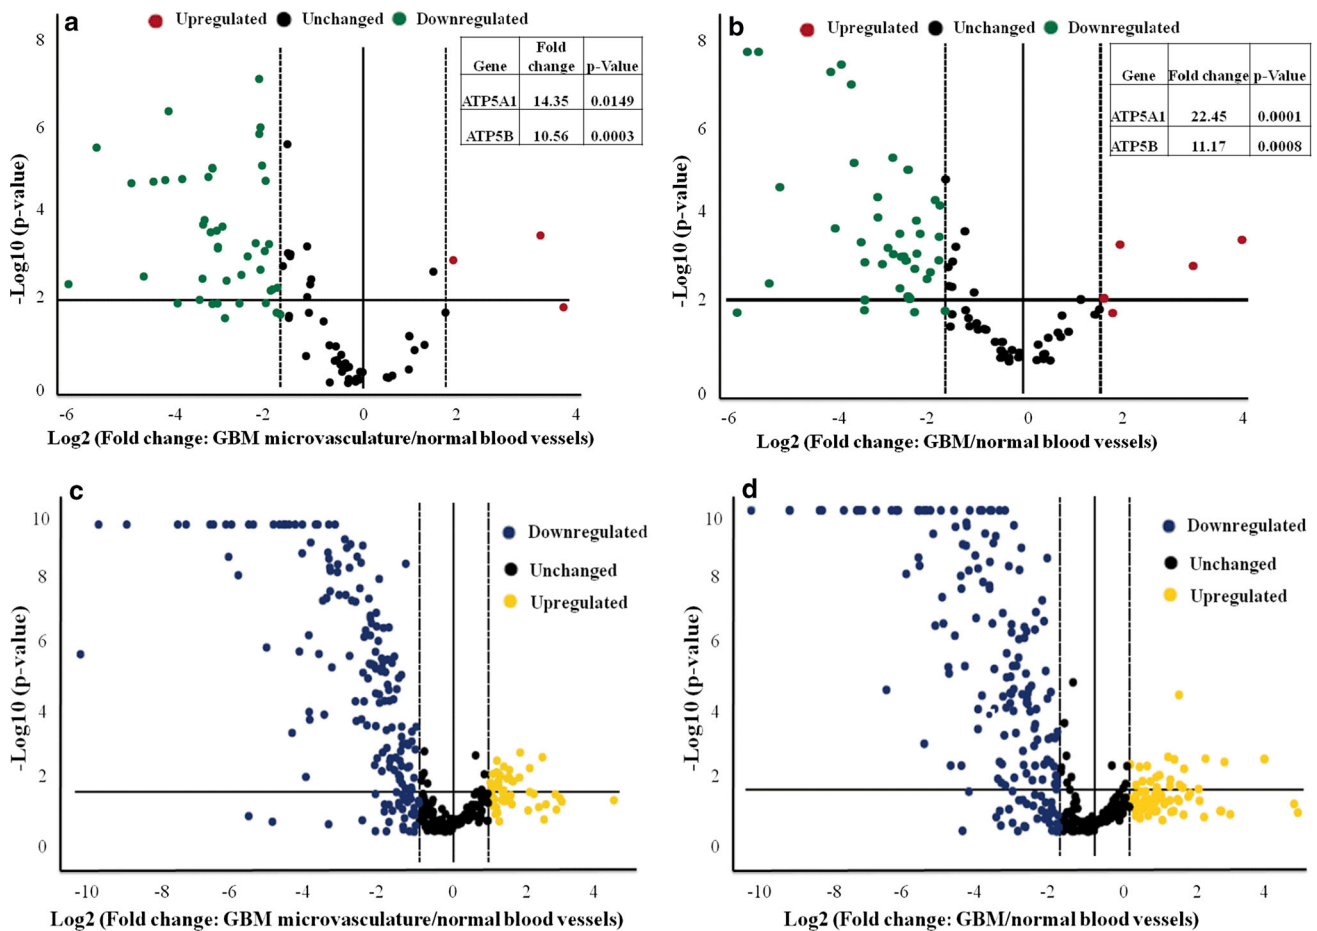 a
Upregulated Unchanged Downregulated
8
6
4
2
0
-Log10 (p-value)
Gene Fold change p-Value
ATP5A1 14.35 0.0149
ATP5B 10.56 0.0003
-6 -4 -2 0 2 4
Log2 (Fold change: GBM microvasculature/normal blood vessels)
b
Upregulated Unchanged Downregulated
8
6
4
2
0
-Log10 (p-value)
Gene Fold change p-Value
ATP5A1 22.45 0.0001
ATP5B 11.17 0.0008
-6 -4 -2 0 2 4
Log2 (Fold change: GBM/normal blood vessels)
c
10
8
6
4
2
0
-Log10 (p-value)
Downregulated
Unchanged
Upregulated
-10 -8 -6 -4 -2 0 2 4
Log2 (Fold change: GBM microvasculature/normal blood vessels)
d
10
8
6
4
2
0
-Log10 (p-value)
Downregulated
Unchanged
Upregulated
-10 -8 -6 -4 -2 0 2 4
Log2 (Fold change: GBM/normal blood vessels)